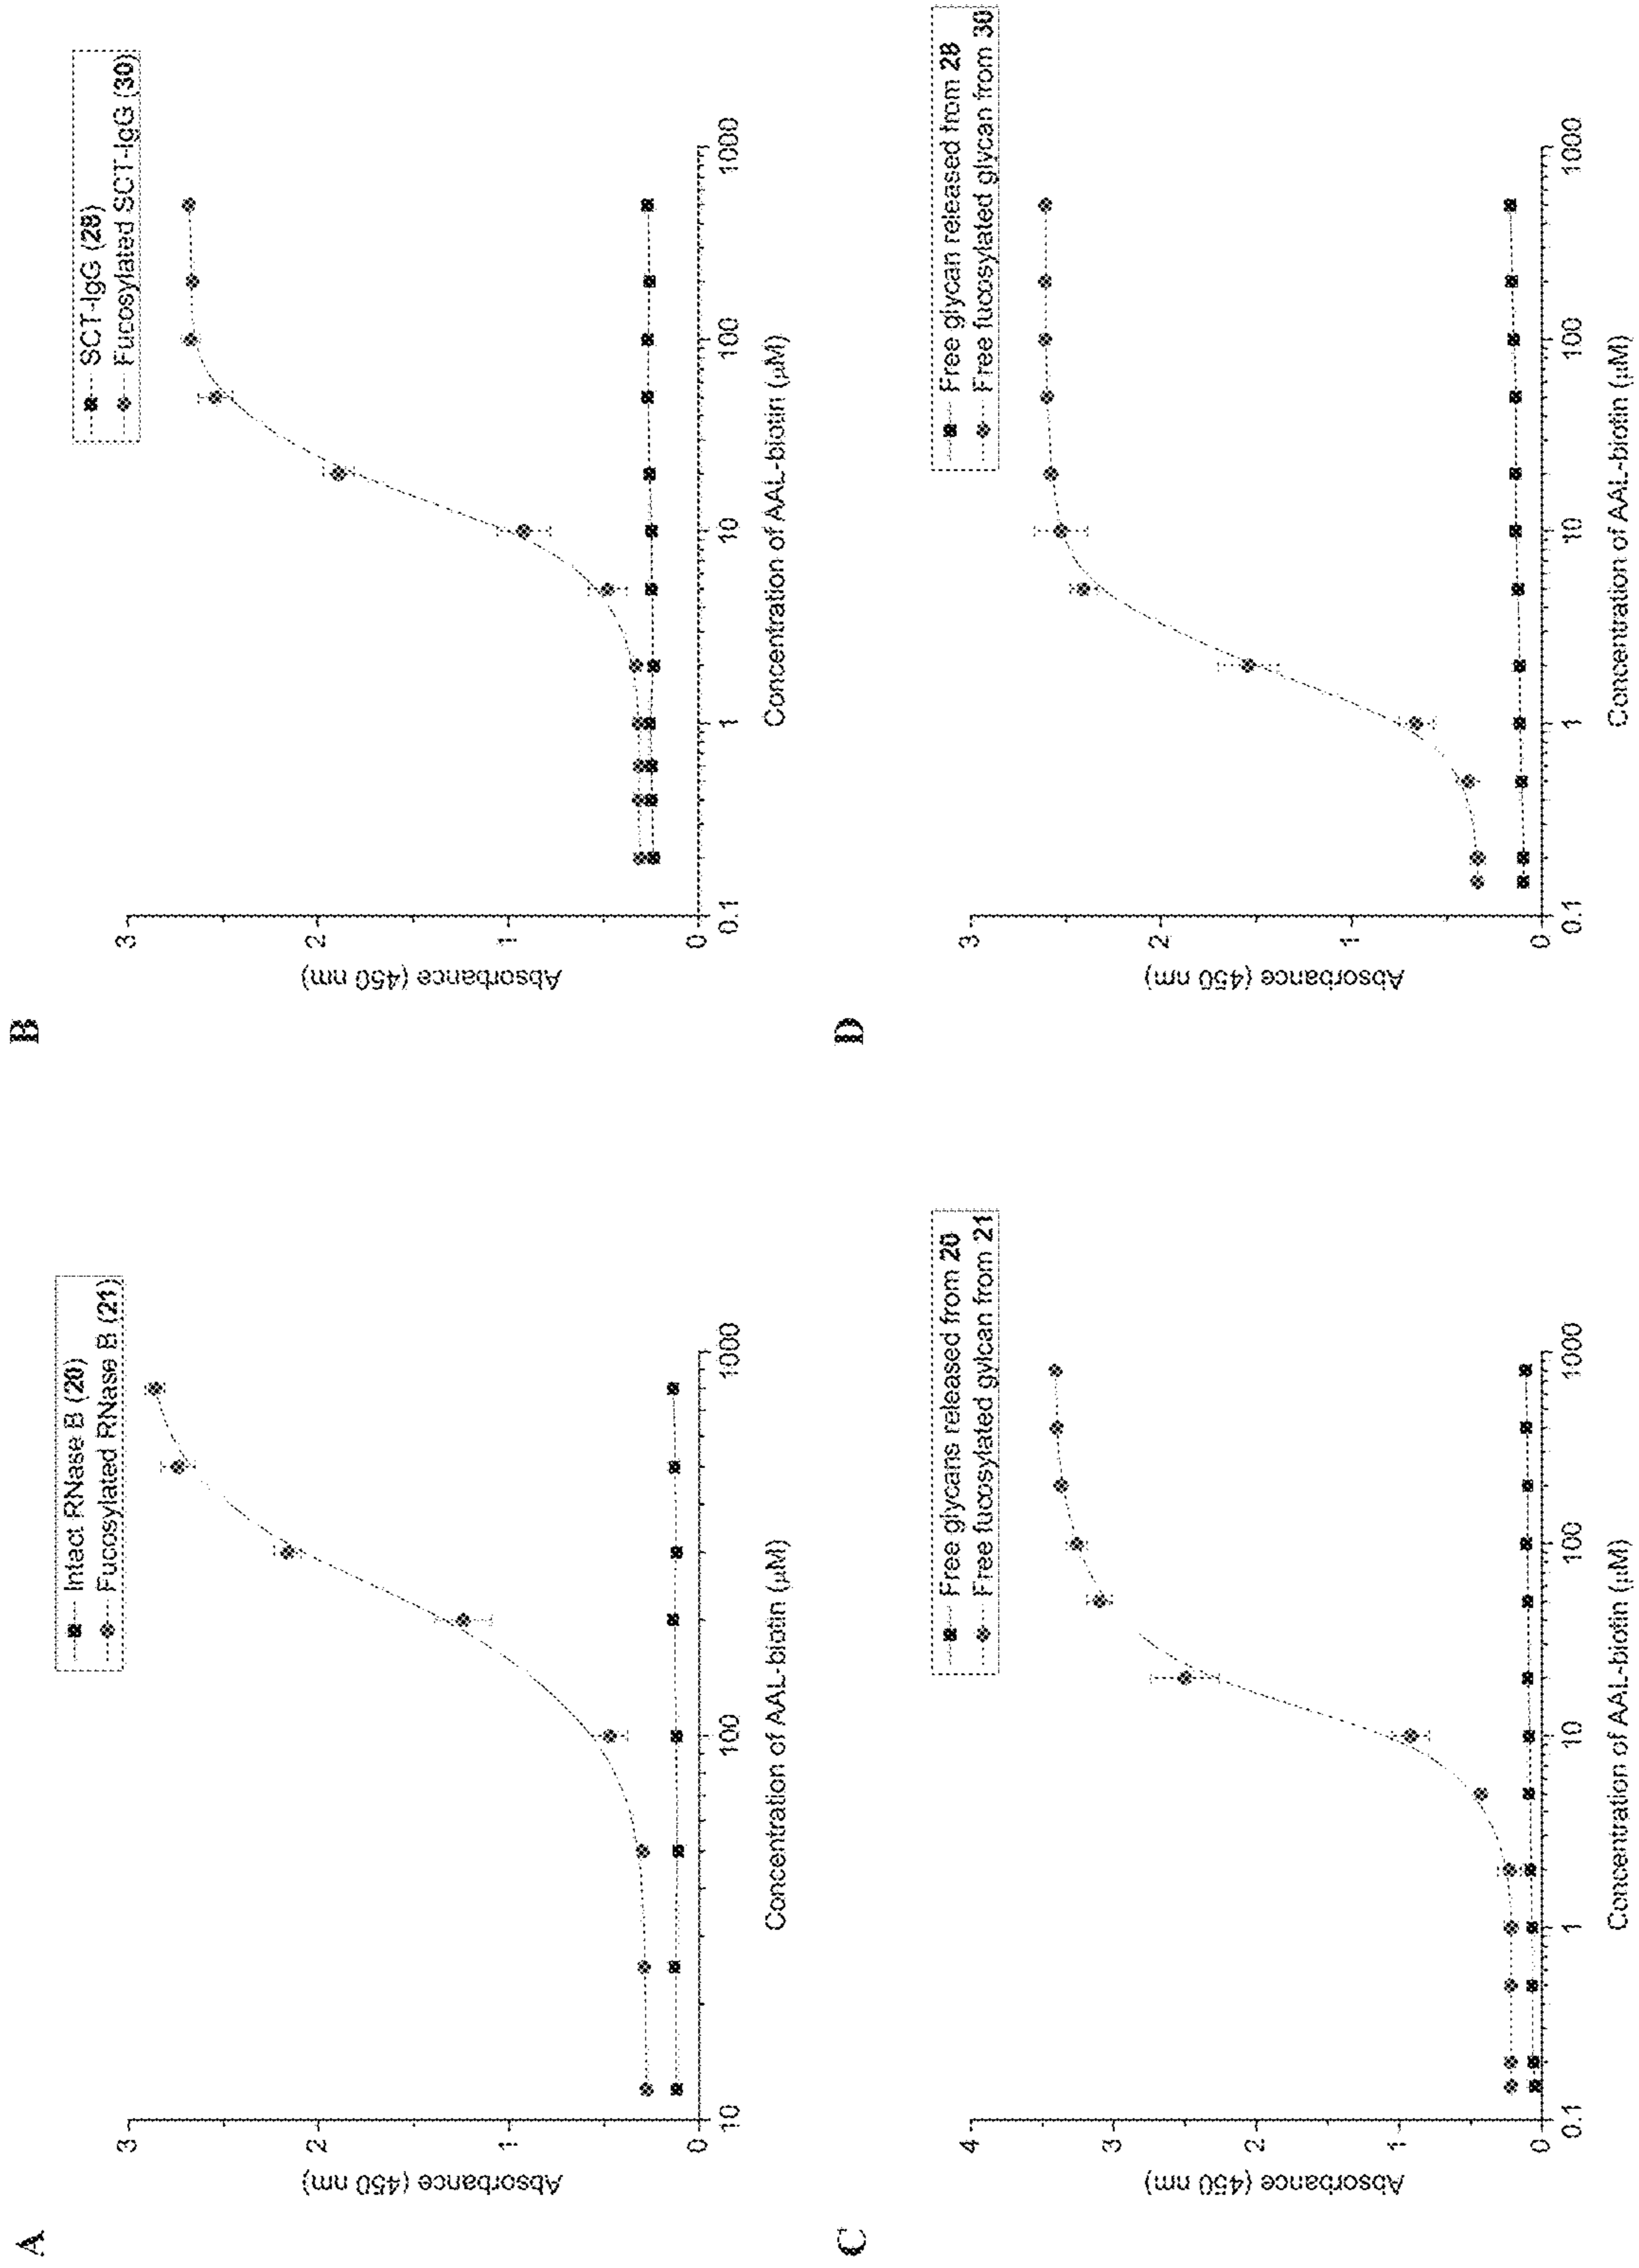 A
Intact RNase B (20)
Fucosylated RNase B (21)
Absorbance (450 nm)
3
2
1
0
10
100
1000
Concentration of AAL-biotin (µM)
B
SCT-IgG (28)
Fucosylated SCT-IgG (30)
Absorbance (450 nm)
3
2
1
0
0.1
1
10
100
1000
Concentration of AAL-biotin (µM)
C
Free glycans released from 20
Free fucosylated gylcan from 21
Absorbance (450 nm)
4
3
2
1
0
0.1
1
10
100
1000
Concentration of AAL-biotin (µM)
D
Free glycan released from 28
Free fucosylated glycan from 30
Absorbance (450 nm)
3
2
1
0
0.1
1
10
100
1000
Concentration of AAL-biotin (µM)